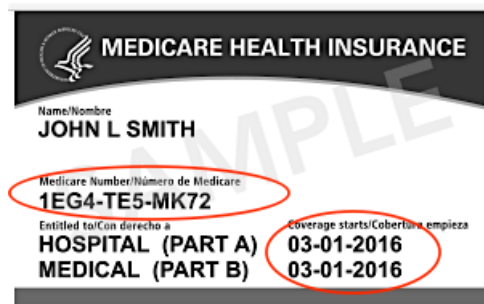 MEDICARE HEALTH INSURANCE
Name/Nombre
JOHN L SMITH
SAMPLE
Medicare Number/Número de Medicare
1EG4-TE5-MK72
Entitled to/Con derecho a Coverage starts/Cobertura empieza
HOSPITAL (PART A) 03-01-2016
MEDICAL (PART B) 03-01-2016